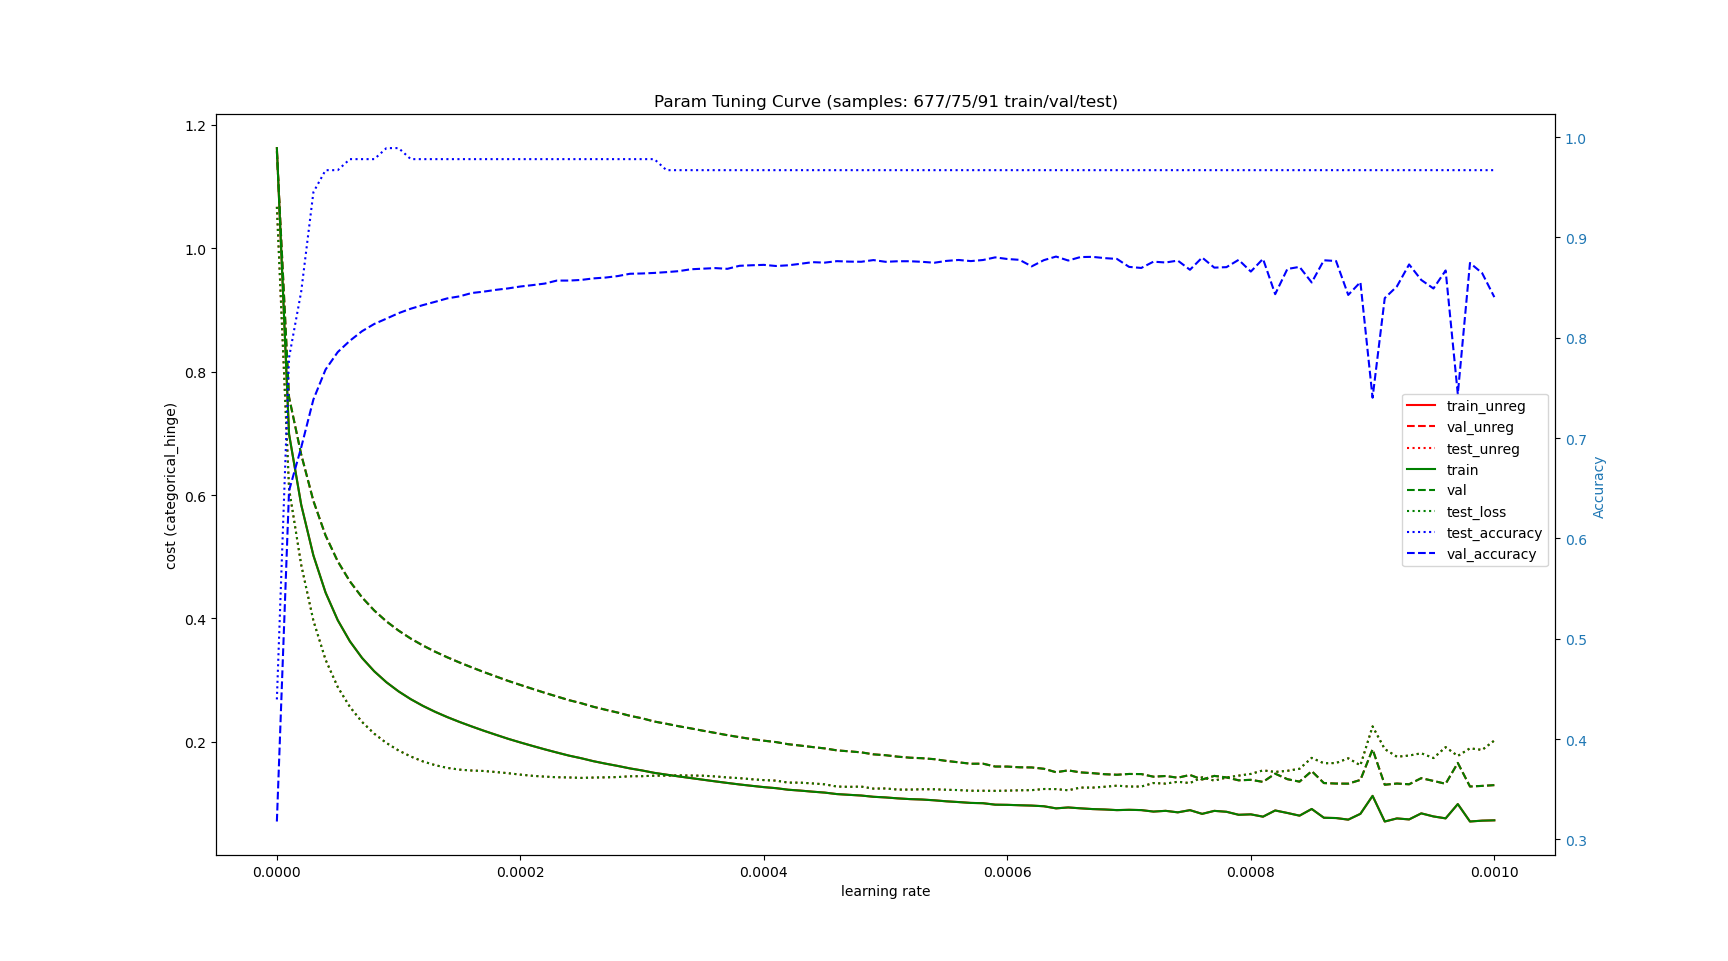 Param Tuning Curve (samples: 677/75/91 train/val/test)
1.2
1.0
0.8
0.6
0.4
0.2
cost (categorical_hinge)
1.0
0.9
0.8
0.7
0.6
0.5
0.4
0.3
Accuracy
train_unreg
val_unreg
test_unreg
train
val
test_loss
test_accuracy
val_accuracy
0.0000 0.0002 0.0004 0.0006 0.0008 0.0010
learning rate